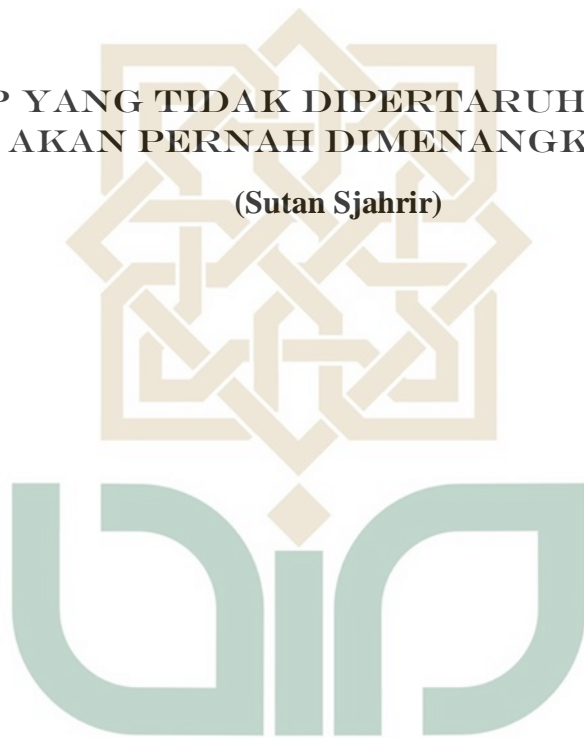 P YANG TIDAK DIPERTARUH
AKAN PERNAH DIMENANGK
(Sutan Sjahrir)